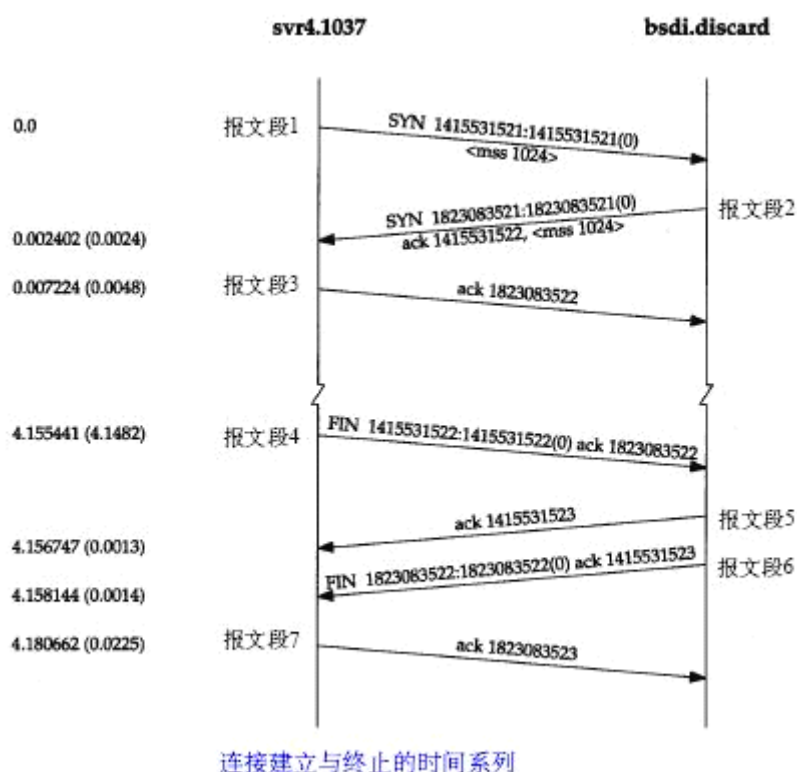 svr4.1037 bsdi.discard
0.0 报文段1 SYN 1415531521:1415531521(0)
<mss 1024>
SYN 1823083521:1823083521(0) 报文段2
0.002402 (0.0024) ack 1415531522, <mss 1024>
0.007224 (0.0048) 报文段3 ack 1823083522
4.155441 (4.1482) 报文段4 FIN 1415531522:1415531522(0) ack 1823083522
ack 1415531523 报文段5
4.156747 (0.0013)
FIN 1823083522:1823083522(0) ack 1415531523 报文段6
4.158144 (0.0014)
4.180662 (0.0225) 报文段7 ack 1823083523
连接建立与终止的时间系列